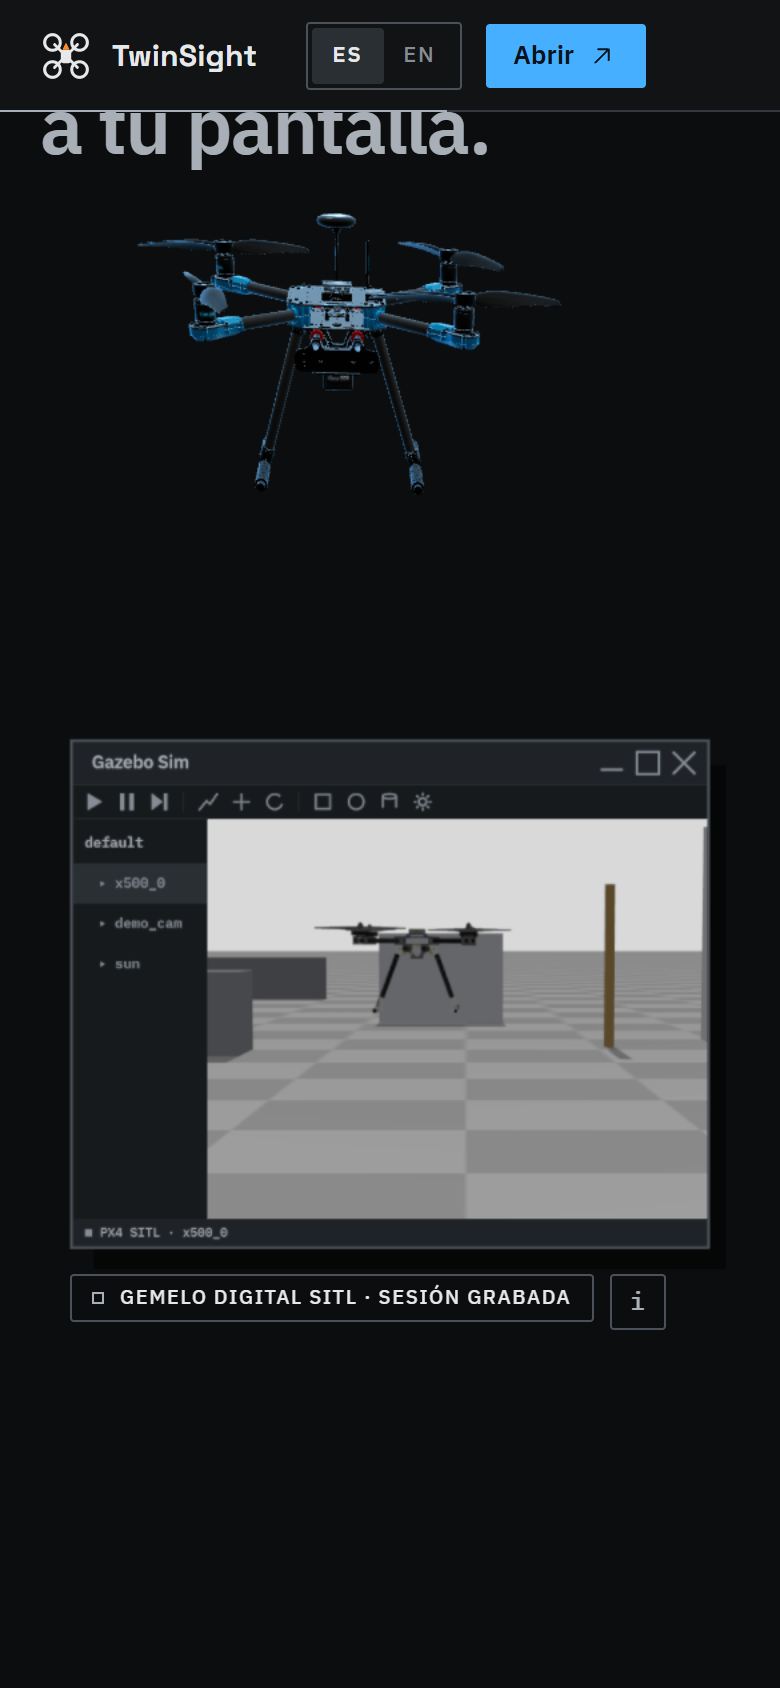 TwinSight
ES EN
Abrir
a tu pantalla.
Gazebo Sim
default
x500_0
demo_cam
sun
PX4 SITL · x500_0
GEMELO DIGITAL SITL · SESIÓN GRABADA
i